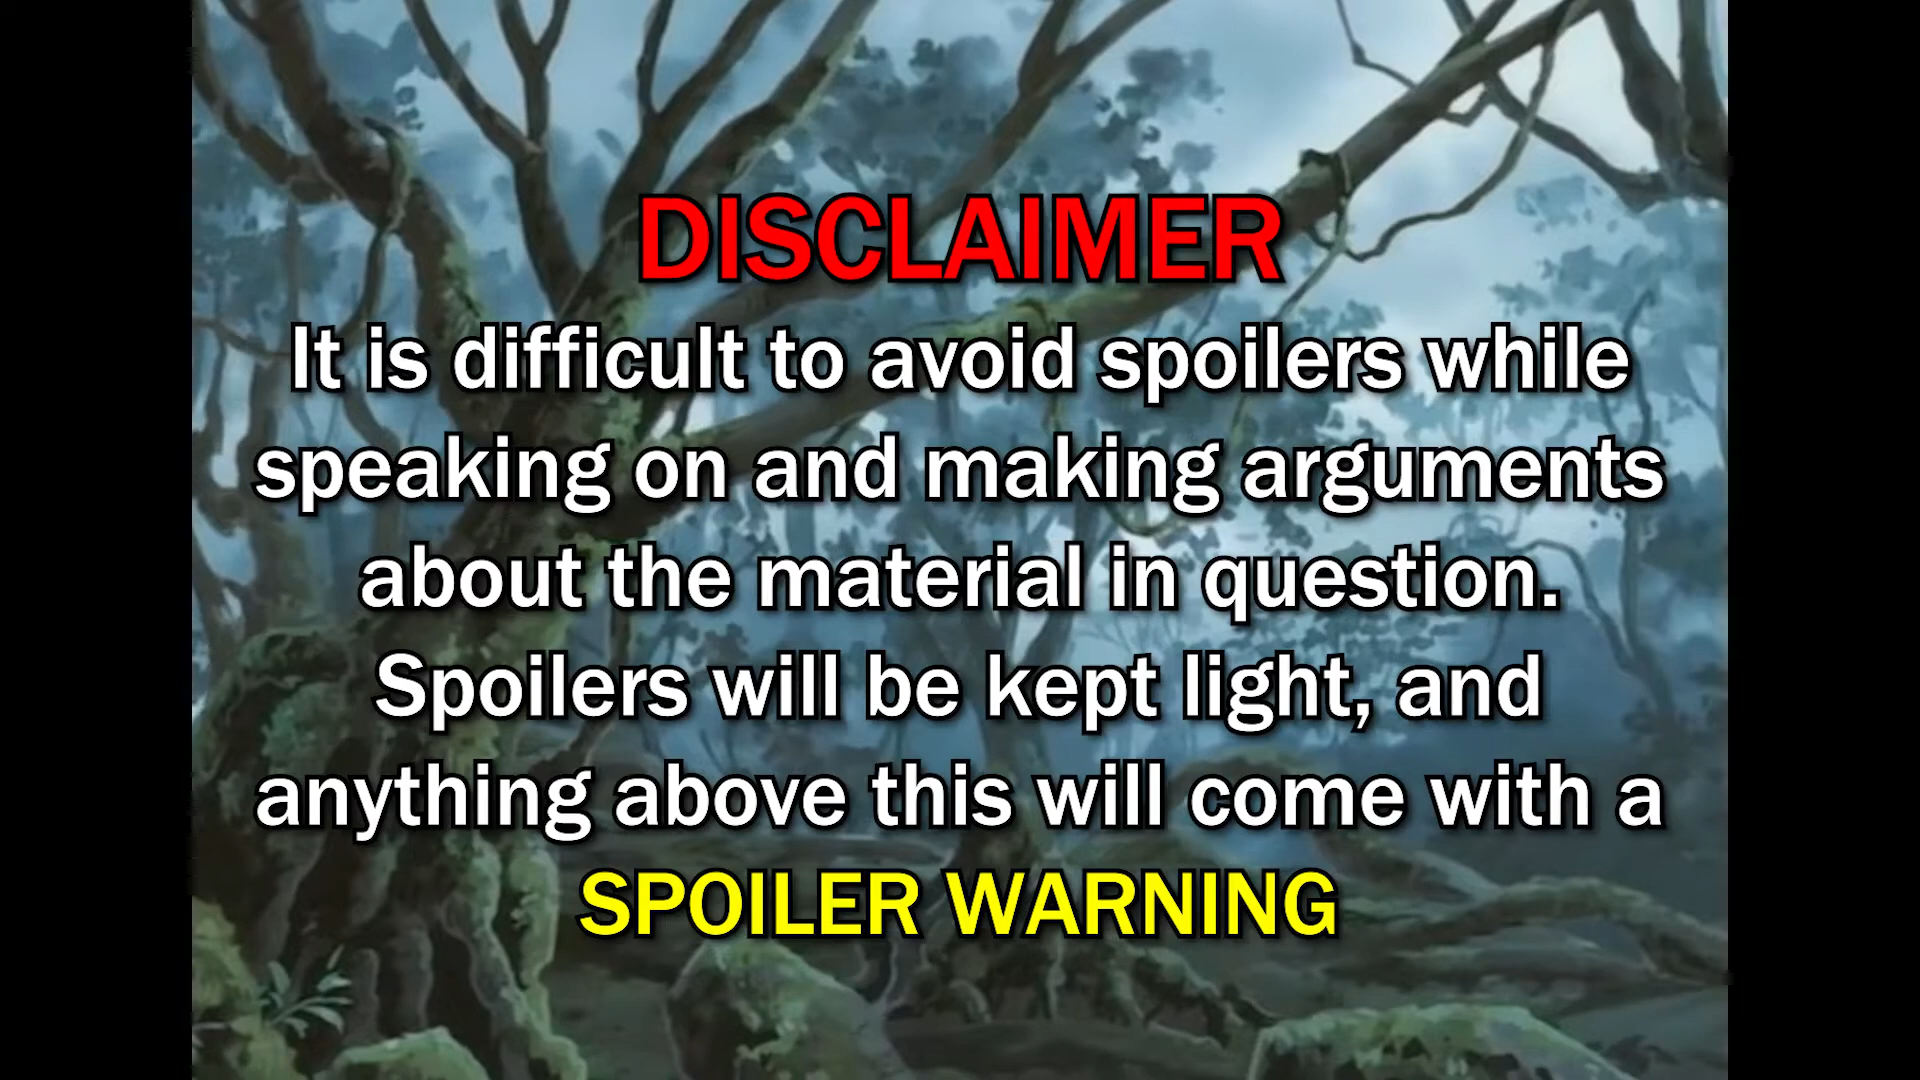 DISCLAIMER
It is difficult to avoid spoilers while
speaking on and making arguments
about the material in question.
Spoilers will be kept light, and
anything above this will come with a
SPOILER WARNING